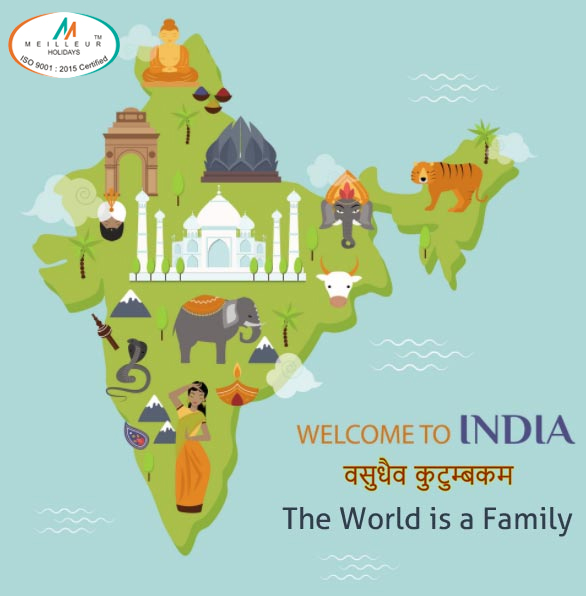 MEILLEUR TM
HOLIDAYS
ISO 9001 : 2015 Certified
WELCOME TO INDIA
वसुधैव कुटुम्बकम
The World is a Family